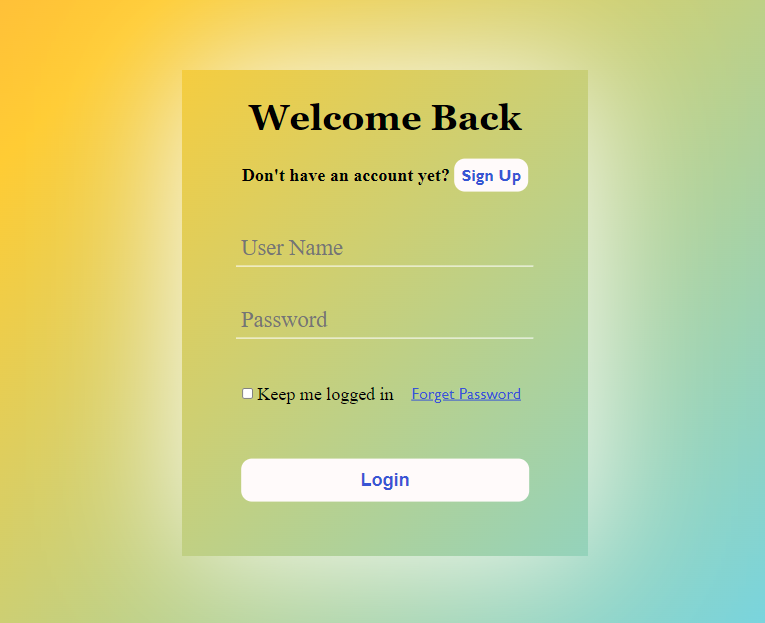 Welcome Back
Don't have an account yet? Sign Up
User Name
Password
Keep me logged in Forget Password
Login